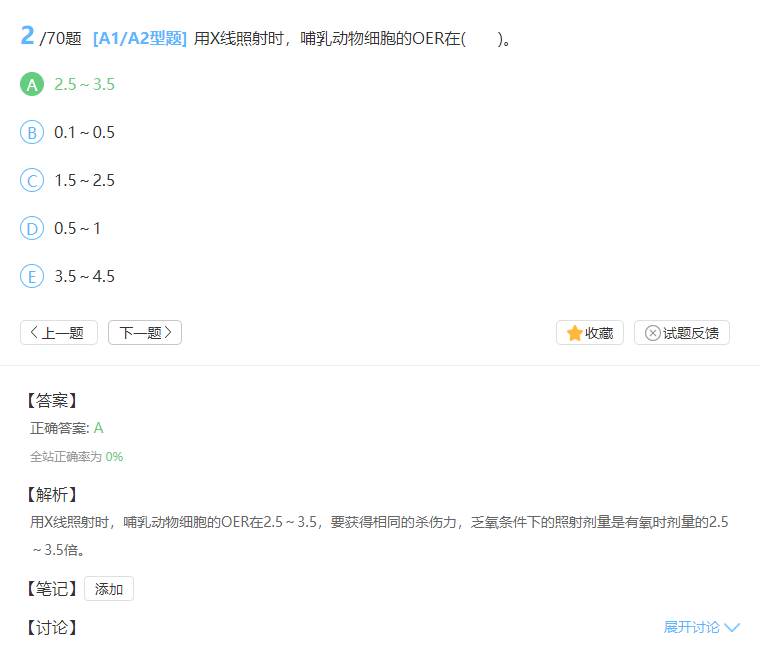 2 /70题 [A1/A2型题] 用X线照射时，哺乳动物细胞的OER在(　　)。
A 2.5～3.5
B 0.1～0.5
C 1.5～2.5
D 0.5～1
E 3.5～4.5
上一题 下一题 收藏 试题反馈
【答案】
正确答案: A
全站正确率为 0%
【解析】
用X线照射时，哺乳动物细胞的OER在2.5～3.5，要获得相同的杀伤力，乏氧条件下的照射剂量是有氧时剂量的2.5
～3.5倍。
【笔记】 添加
【讨论】 展开讨论